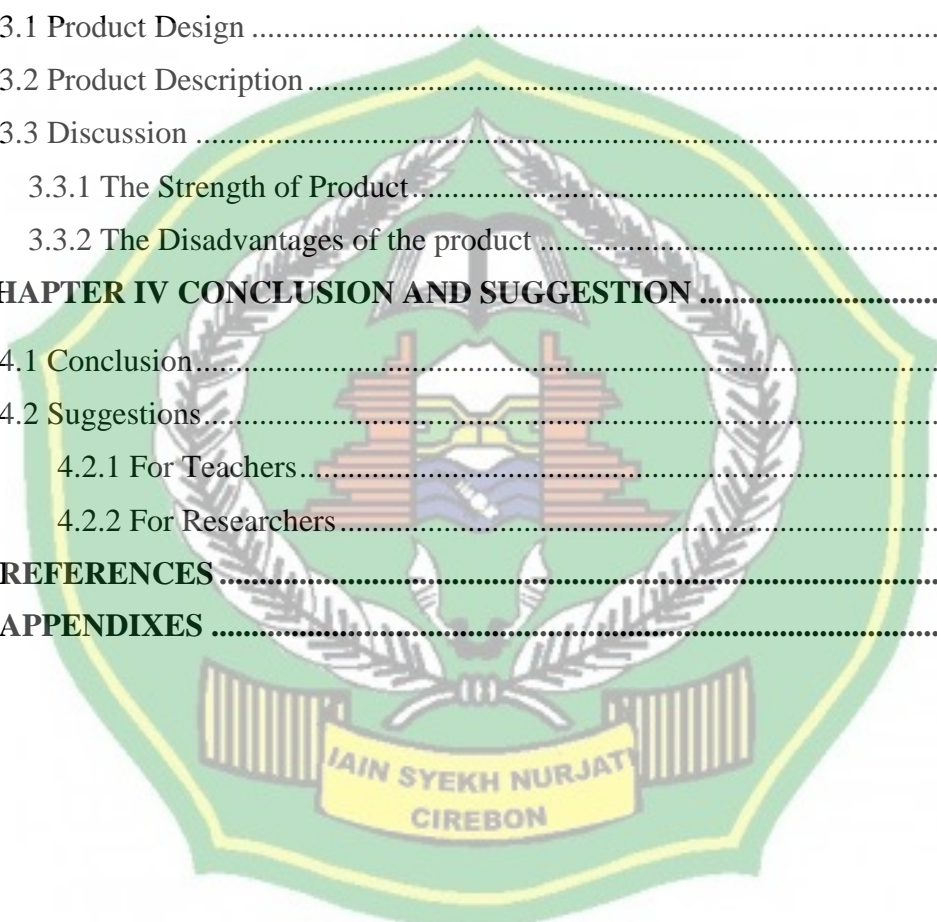 3.1 Product Design ..........................................................................................
3.2 Product Description ..........................................................................................
3.3 Discussion ..........................................................................................
3.3.1 The Strength of Product ..........................................................................................
3.3.2 The Disadvantages of the product ..........................................................................................
HAPTER IV CONCLUSION AND SUGGESTION ..........................................................................................
4.1 Conclusion ..........................................................................................
4.2 Suggestions ..........................................................................................
4.2.1 For Teachers ..........................................................................................
4.2.2 For Researchers ..........................................................................................
REFERENCES ..........................................................................................
APPENDIXES ..........................................................................................
IAIN SYEKH NURJATI
CIREBON